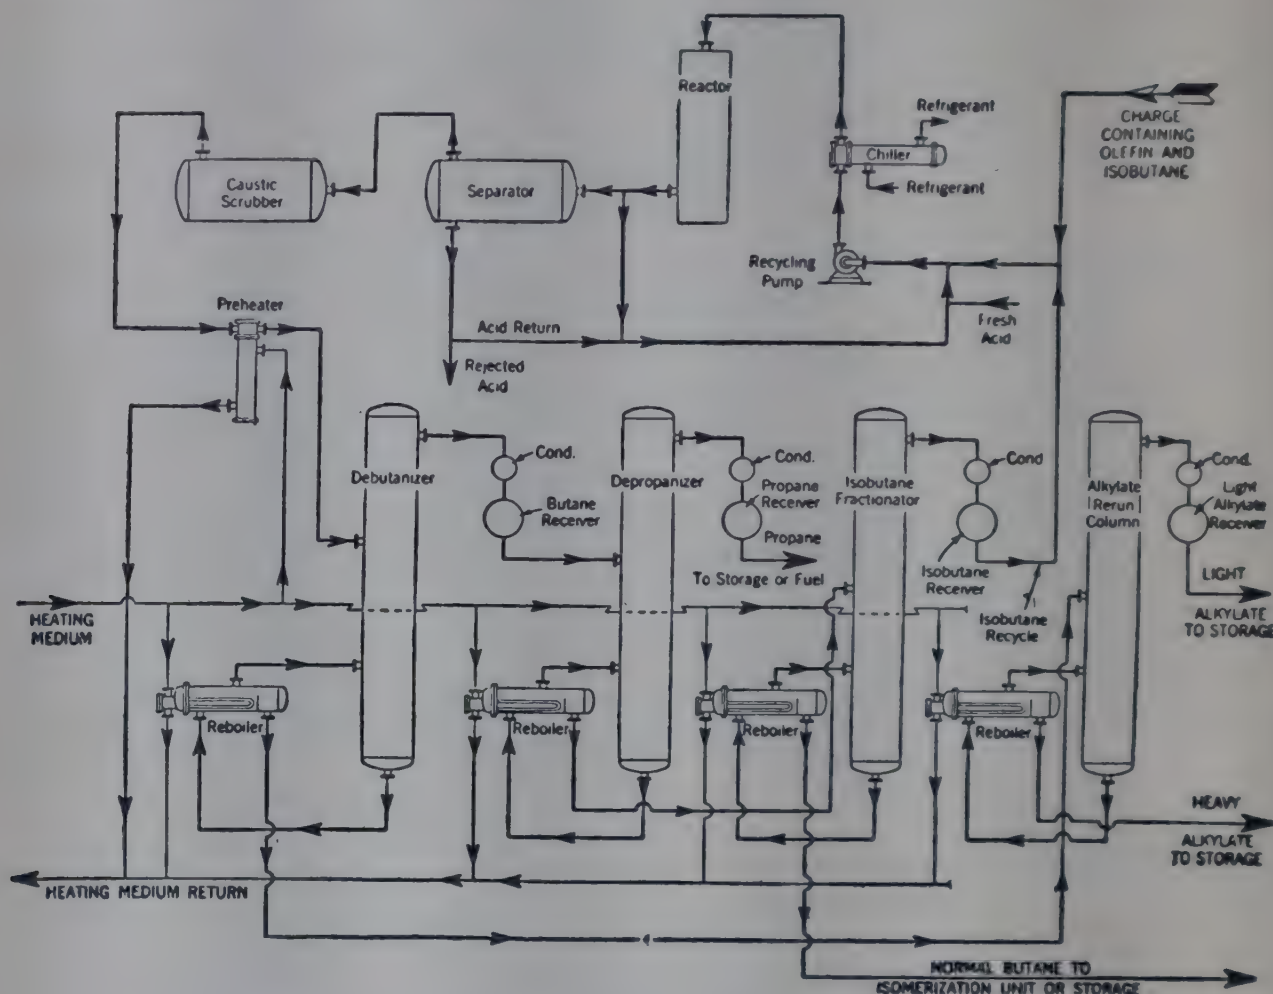 Reactor
Refrigerant
CHARGE
CONTAINING
OLEFIN AND
ISOBUTANE
Chiller
Caustic
Scrubber
Separator
Refrigerant
Recycling
Pump
Preheater
Acid Return
Fresh
Acid
Rejected
Acid
Debutanizer
Cond.
Butane
Receiver
Depropanizer
Cond.
Propane
Receiver
Propane
To Storage or Fuel
Isobutane
Fractionator
Cond
Isobutane
Receiver
Isobutane
Recycle
Alkylate
Rerun
Column
Cond.
Light
Alkylate
Receiver
LIGHT
ALKYLATE
TO STORAGE
HEATING
MEDIUM
Reboiler
Reboiler
Reboiler
Reboiler
HEAVY
ALKYLATE
TO STORAGE
HEATING MEDIUM RETURN
NORMAL BUTANE TO
ISOMERIZATION UNIT OR STORAGE